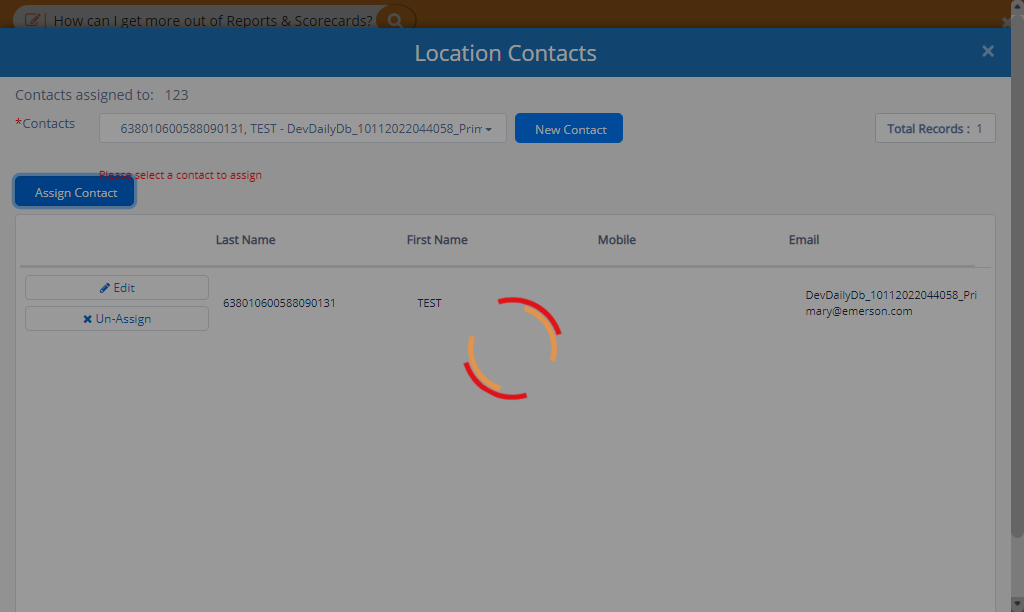 How can I get more out of Reports & Scorecards?
Location Contacts
Contacts assigned to: 123
*Contacts
638010600588090131, TEST - DevDailyDb_10112022044058_Prim
New Contact
Total Records : 1
Please select a contact to assign
Assign Contact
Last Name First Name Mobile Email
Edit
638010600588090131 TEST DevDailyDb_10112022044058_Pri
mary@emerson.com
Un-Assign